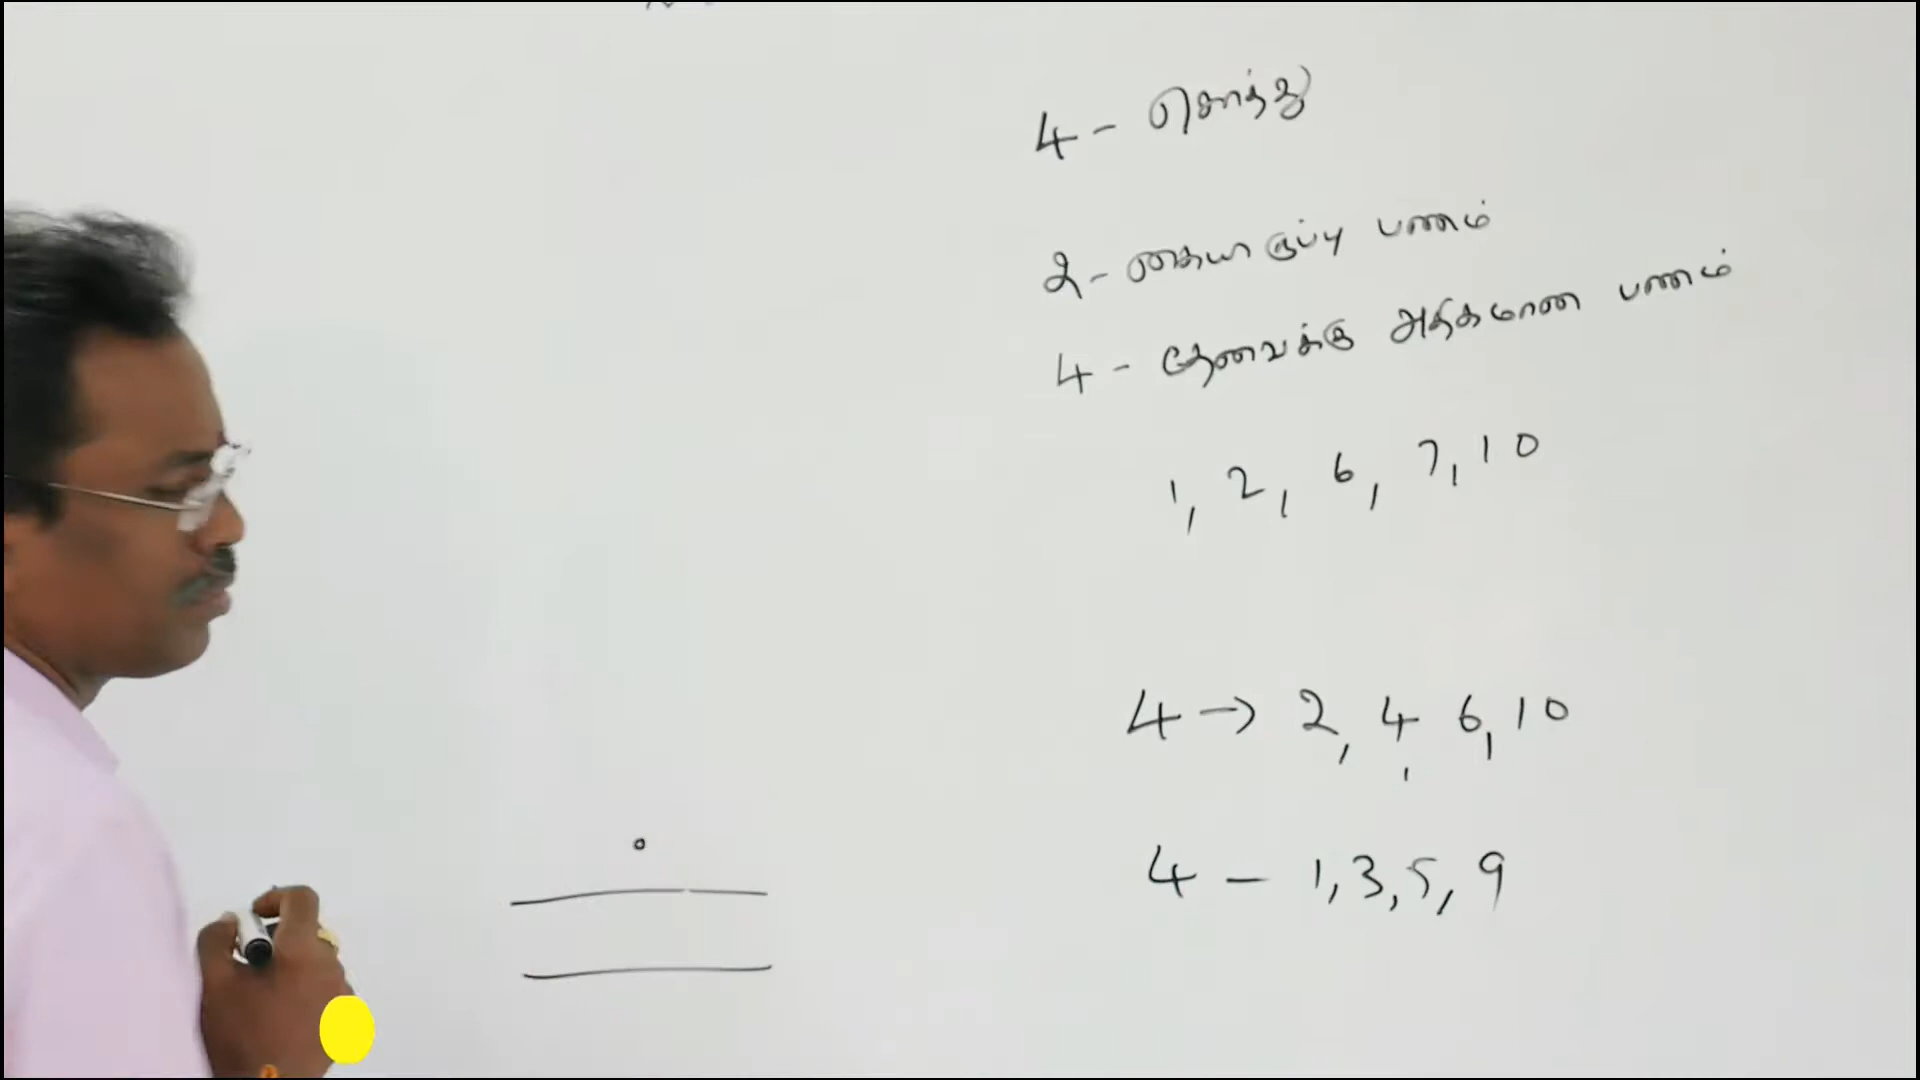 4 - சொத்து
2 - கையிருப்பு பணம்
4 - தேவைக்கு அதிகமான பணம்
1, 2, 6, 7, 10
4 → 2, 4, 6, 10
4 - 1, 3, 5, 9